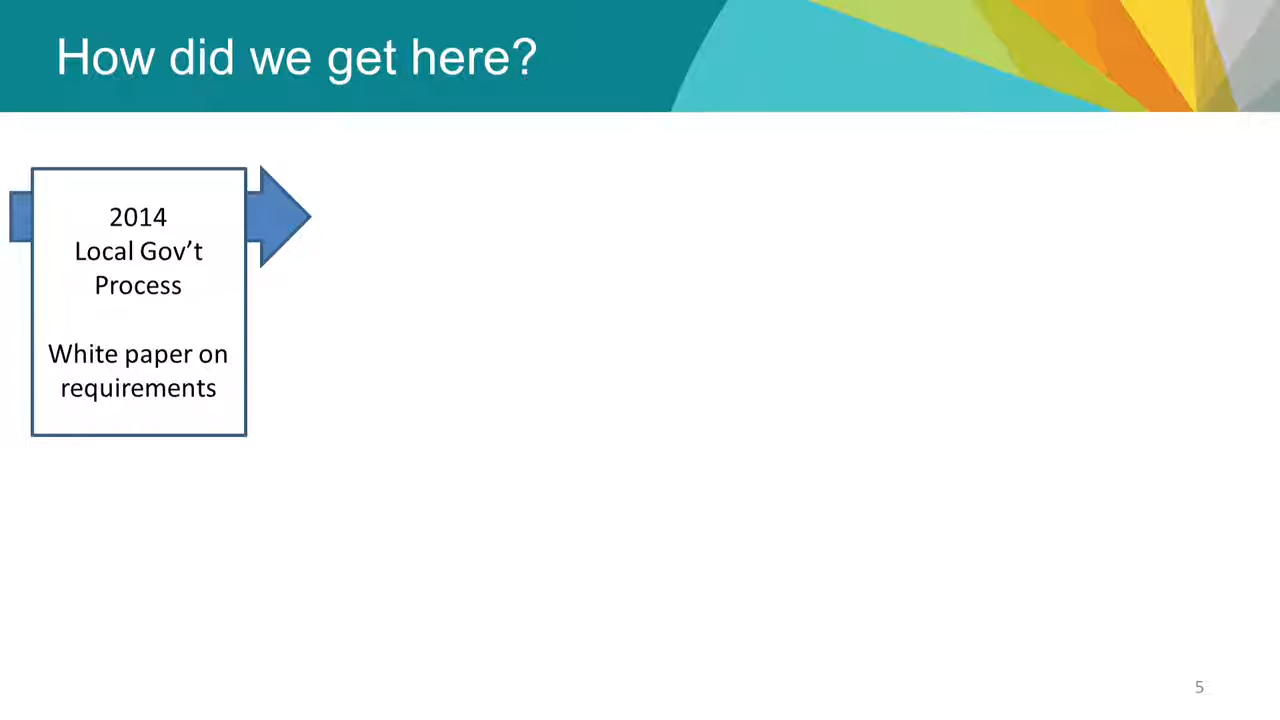 How did we get here?
2014
Local Gov’t
Process
White paper on
requirements
5